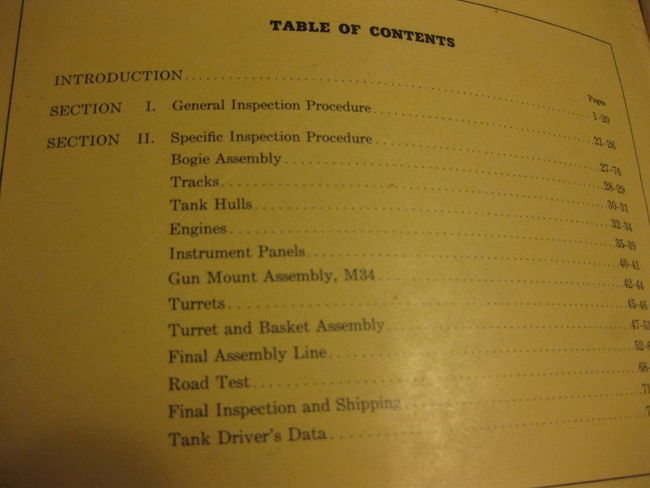 TABLE OF CONTENTS
Pages
INTRODUCTION 1-20
SECTION I. General Inspection Procedure 21-26
SECTION II. Specific Inspection Procedure 27-76
Bogie Assembly 28-29
Tracks 30-31
Tank Hulls 32-34
Engines 35-39
Instrument Panels 40-41
Gun Mount Assembly, M34 42-44
Turrets 45-46
Turret and Basket Assembly
Final Assembly Line
Road Test 68-
Final Inspection and Shipping
Tank Driver's Data